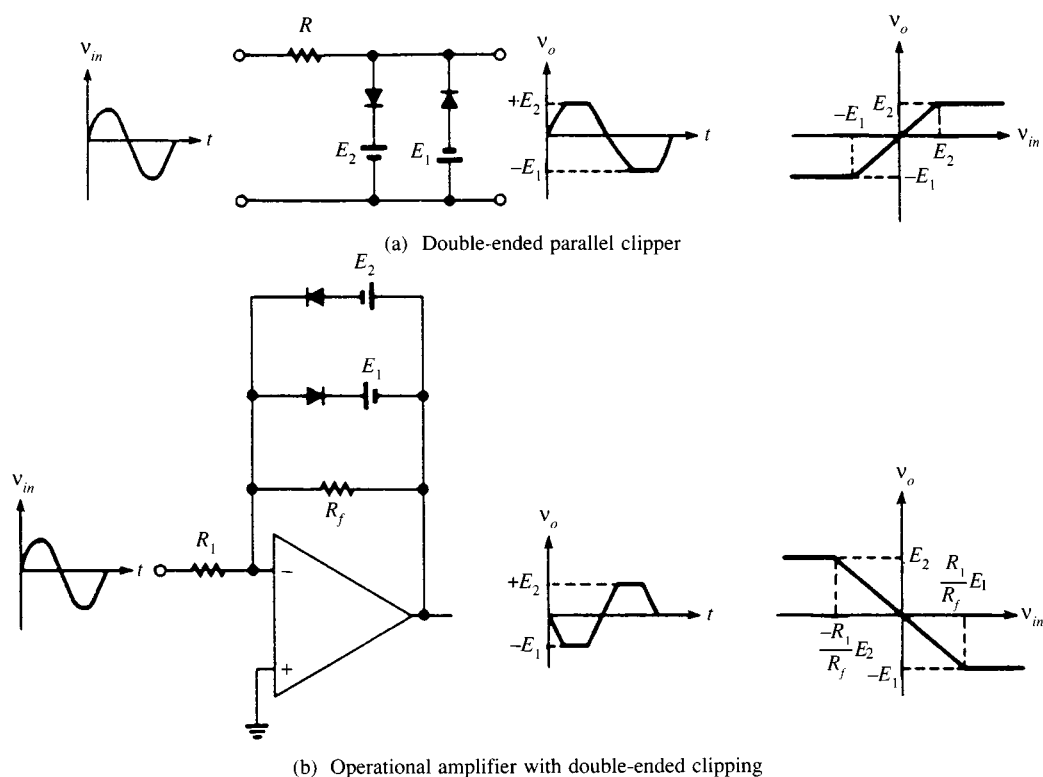 v_in
t
R
E_2
E_1
v_o
+E_2
−E_1
t
v_o
E_2
−E_1
E_2
−E_1
v_in
(a) Double-ended parallel clipper
E_2
E_1
R_f
v_in
t
R_1
−
+
v_o
+E_2
−E_1
t
v_o
E_2
R_1/R_f E_1
v_in
−R_1/R_f E_2
−E_1
(b) Operational amplifier with double-ended clipping